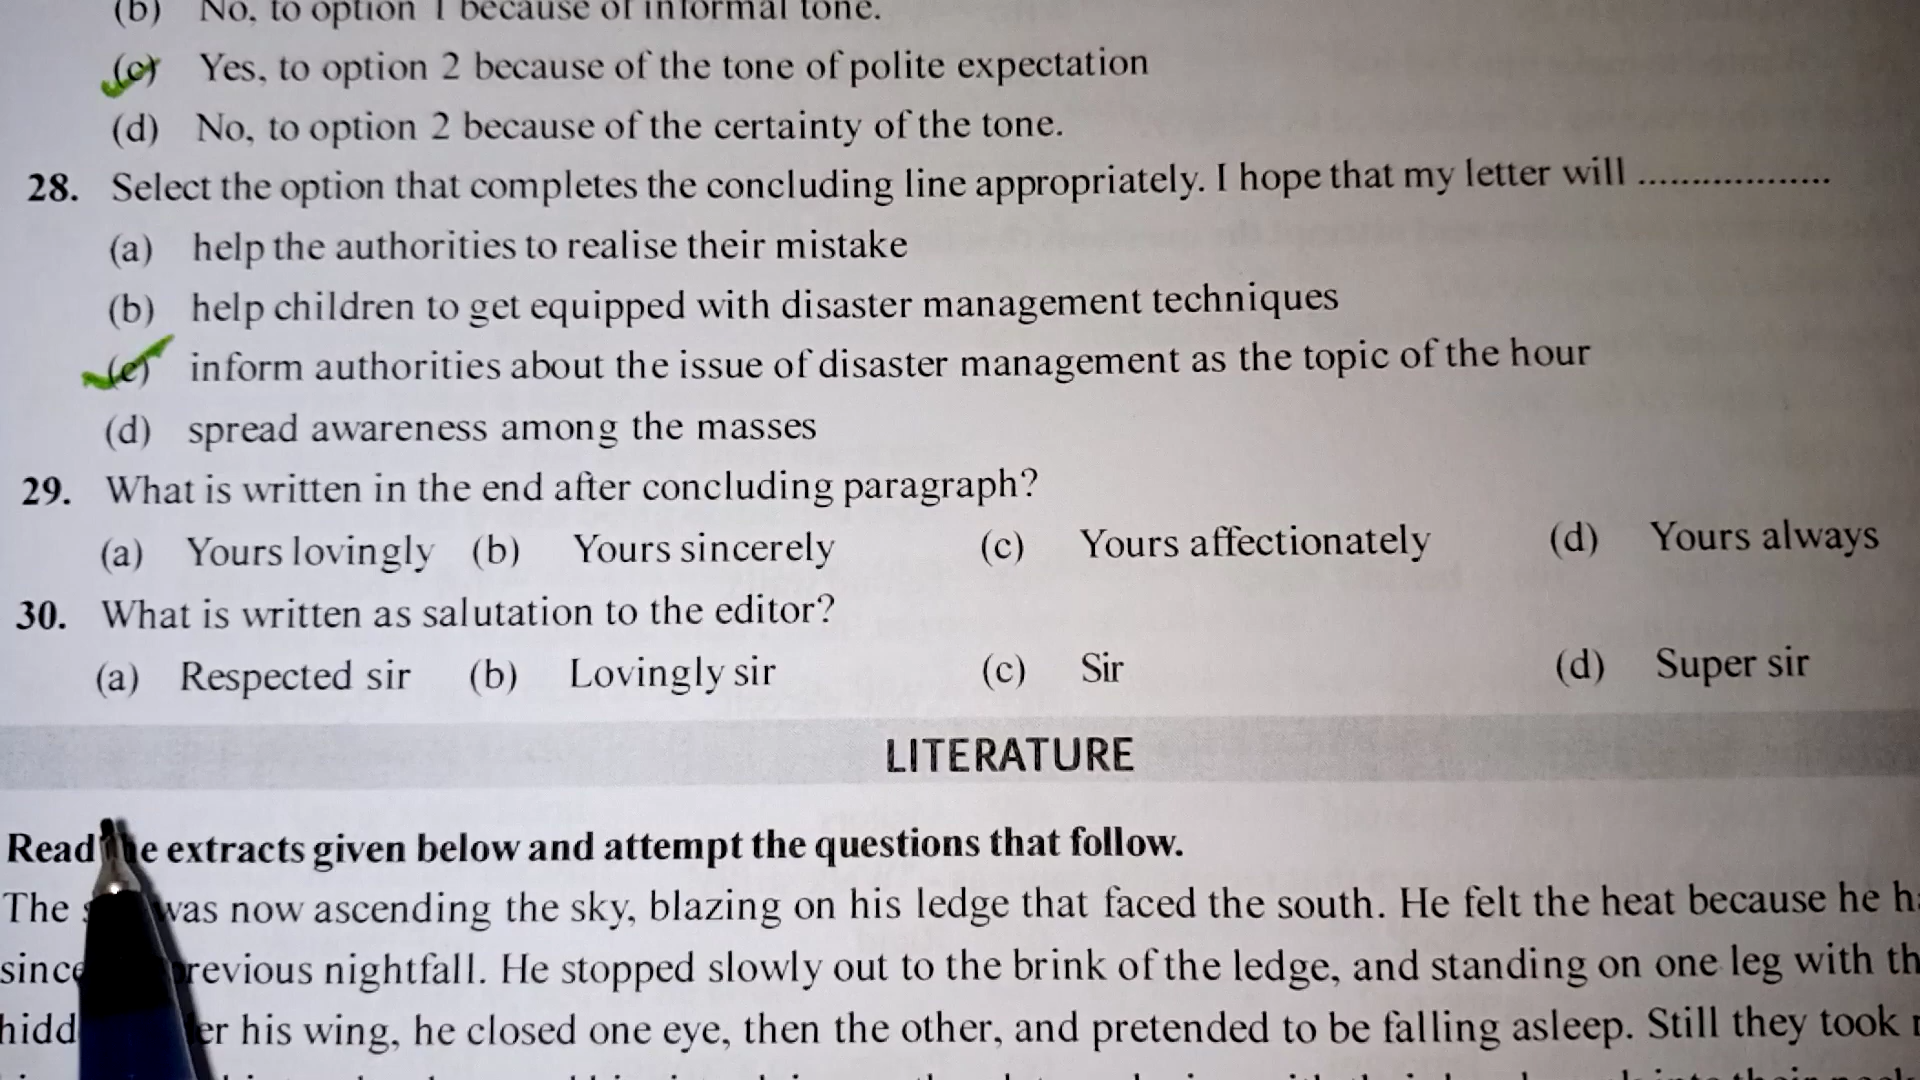 (b) No, to option 1 because of informal tone.
(c) Yes, to option 2 because of the tone of polite expectation
(d) No, to option 2 because of the certainty of the tone.
28. Select the option that completes the concluding line appropriately. I hope that my letter will ..................
(a) help the authorities to realise their mistake
(b) help children to get equipped with disaster management techniques
(c) inform authorities about the issue of disaster management as the topic of the hour
(d) spread awareness among the masses
29. What is written in the end after concluding paragraph?
(a) Yours lovingly (b) Yours sincerely (c) Yours affectionately (d) Yours always
30. What is written as salutation to the editor?
(a) Respected sir (b) Lovingly sir (c) Sir (d) Super sir
LITERATURE
Read extracts given below and attempt the questions that follow.
The was now ascending the sky, blazing on his ledge that faced the south. He felt the heat because he
since previous nightfall. He stopped slowly out to the brink of the ledge, and standing on one leg with
his wing, he closed one eye, then the other, and pretended to be falling asleep. Still they took